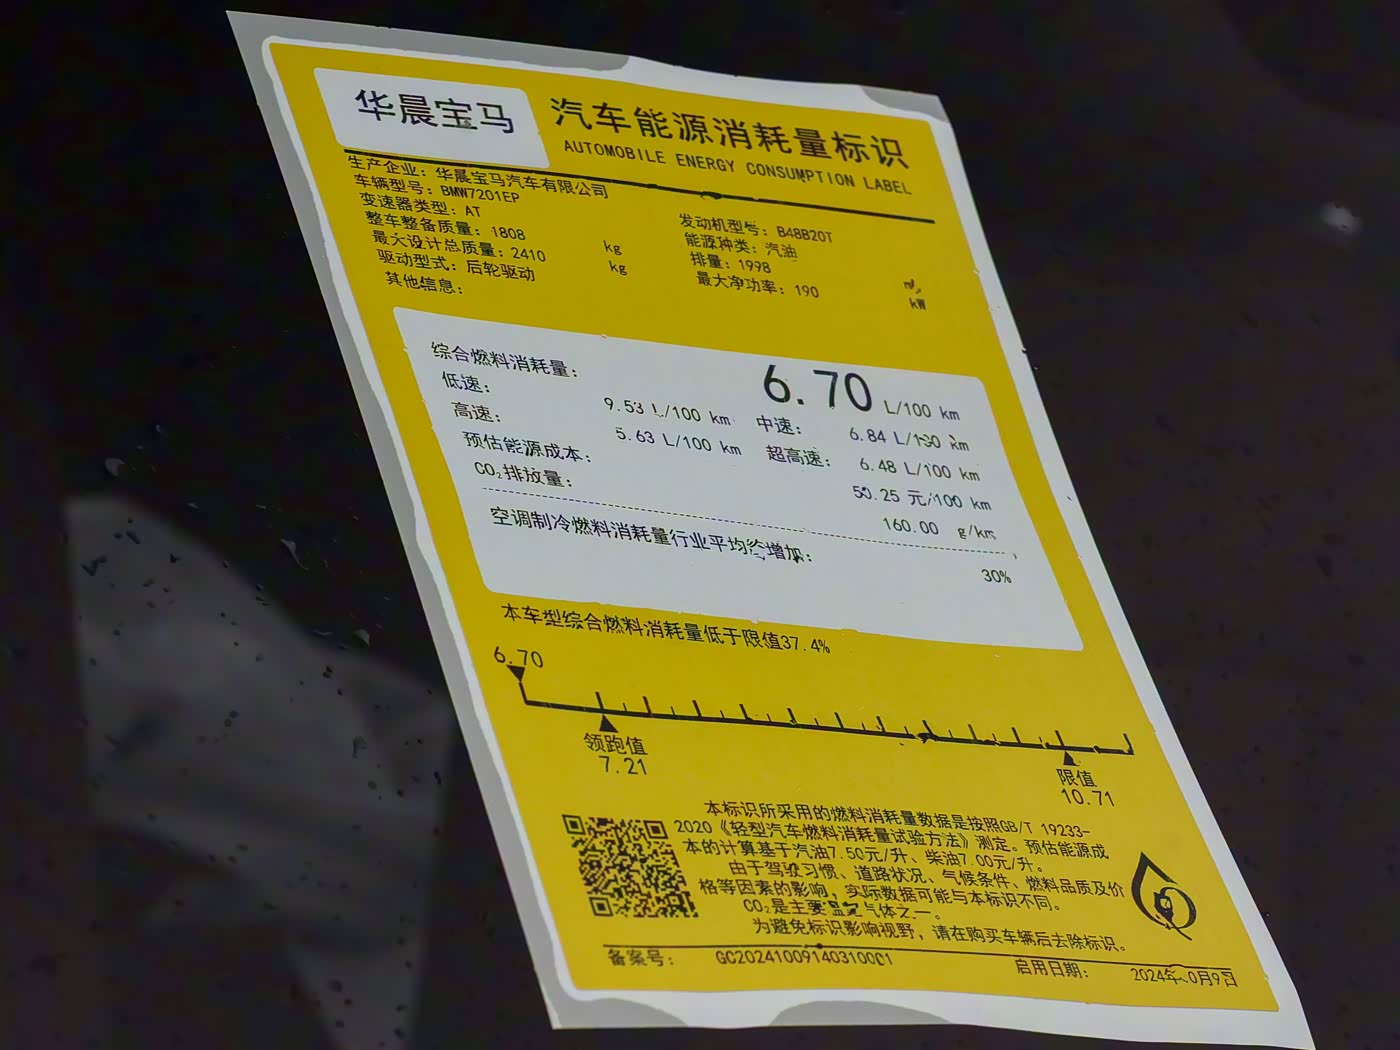 华晨宝马
汽车能源消耗量标识
AUTOMOBILE ENERGY CONSUMPTION LABEL
生产企业：华晨宝马汽车有限公司
车辆型号：BMW7201EP
变速器类型：AT
整车整备质量：1808 kg
最大设计总质量：2410 kg
驱动型式：后轮驱动
其他信息：
发动机型号：B48B20T
能源种类：汽油
排量：1998
最大净功率：190 kW
综合燃料消耗量： 6.70 L/100 km
低速： 9.53 L/100 km 中速： 6.84 L/100 km
高速： 5.63 L/100 km 超高速： 6.48 L/100 km
预估能源成本： 50.25 元/100 km
CO₂排放量： 160.00 g/km
空调制冷燃料消耗量行业平均将增加： 30%
本车型综合燃料消耗量低于限值37.4%
6.70
领跑值
7.21
限值
10.71
本标识所采用的燃料消耗量数据是按照GB/T 19233-
2020《轻型汽车燃料消耗量试验方法》测定。预估能源成
本的计算基于汽油7.50元/升、柴油7.00元/升。
由于驾驶习惯、道路状况、气候条件、燃料品质及价
格等因素的影响，实际数据可能与本标识不同。
CO₂是主要温室气体之一。
为避免标识影响视野，请在购买车辆后去除标识。
备案号： GC20241009140310001 启用日期： 2024年10月9日